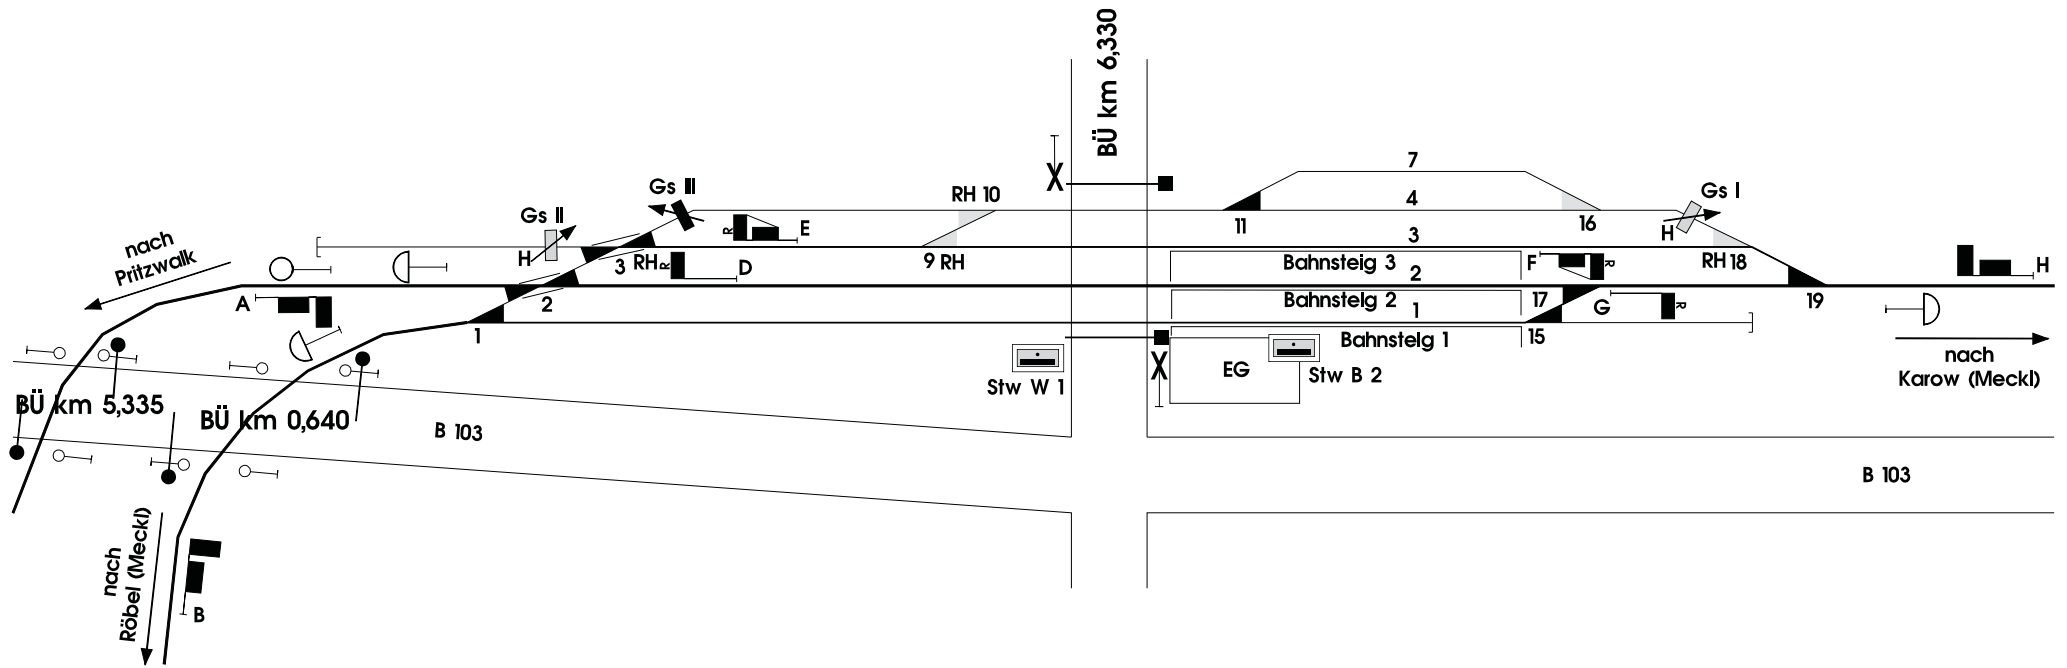 BÜ km 6,330
7
Gs III
RH 10
4
Gs I
Gs II
11
16
R
E
3
H
nach
Pritzwalk
H
3
RH
R
D
9 RH
Bahnsteig 3
F
R
RH 18
2
H
A
2
Bahnsteig 2
17
G
R
19
1
1
Bahnsteig 1
15
nach
Karow (Meckl)
Stw W 1
EG
Stw B 2
BÜ km 5,335
BÜ km 0,640
B 103
B 103
nach
Röbel (Meckl)
B